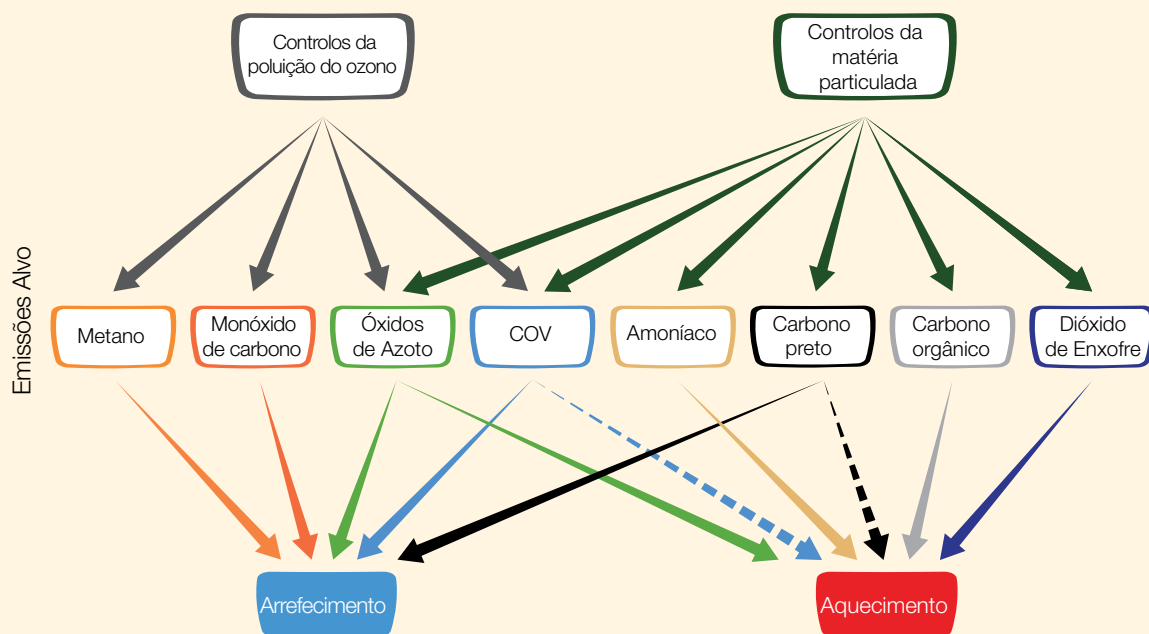 Controlos da
poluição do ozono
Controlos da
matéria
particulada
Emissões Alvo
Metano
Monóxido
de carbono
Óxidos
de Azoto
COV
Amoníaco
Carbono
preto
Carbono
orgânico
Dióxido
de Enxofre
Arrefecimento
Aquecimento